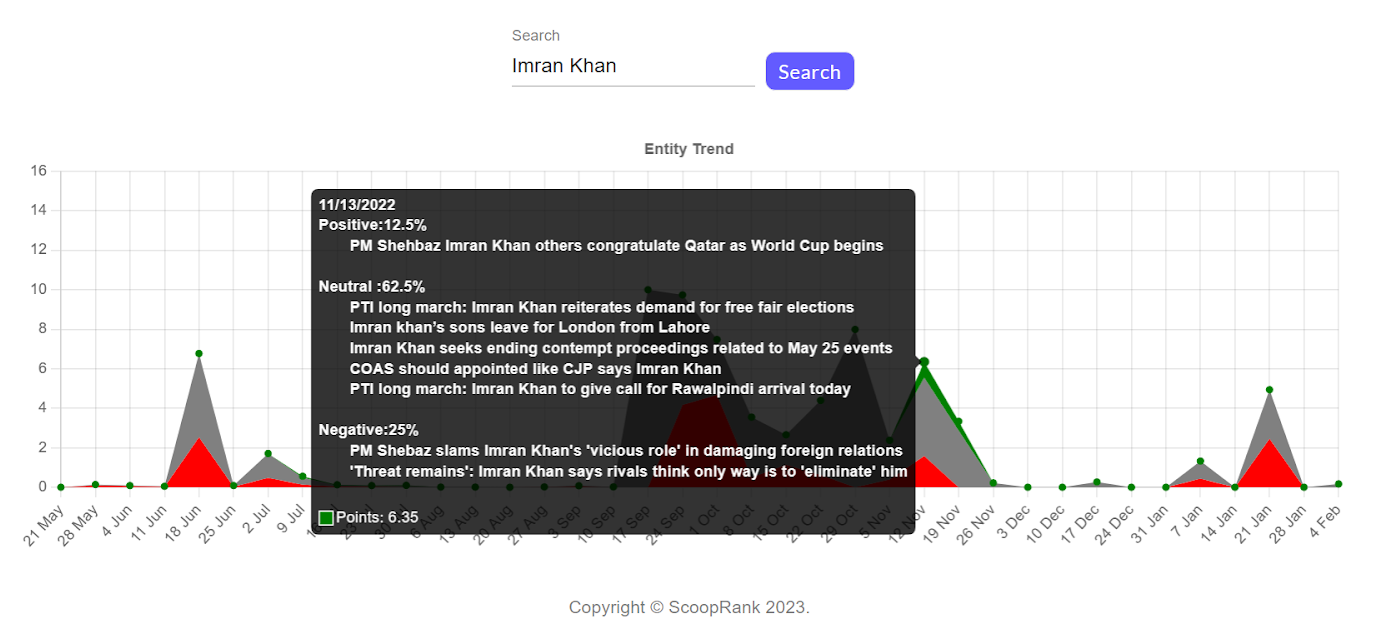 Search
Imran Khan
Search
Entity Trend
16
14
12
10
8
6
4
2
0
11/13/2022
Positive:12.5%
PM Shehbaz Imran Khan others congratulate Qatar as World Cup begins
Neutral :62.5%
PTI long march: Imran Khan reiterates demand for free fair elections
Imran khan's sons leave for London from Lahore
Imran Khan seeks ending contempt proceedings related to May 25 events
COAS should appointed like CJP says Imran Khan
PTI long march: Imran Khan to give call for Rawalpindi arrival today
Negative:25%
PM Shebaz slams Imran Khan's 'vicious role' in damaging foreign relations
'Threat remains': Imran Khan says rivals think only way is to 'eliminate' him
Points: 6.35
21 May
28 May
4 Jun
11 Jun
18 Jun
25 Jun
2 Jul
9 Jul
6 Aug
13 Aug
20 Aug
27 Aug
3 Sep
10 Sep
17 Sep
24 Sep
1 Oct
8 Oct
15 Oct
22 Oct
29 Oct
5 Nov
12 Nov
19 Nov
26 Nov
3 Dec
10 Dec
17 Dec
24 Dec
31 Jan
7 Jan
14 Jan
21 Jan
28 Jan
4 Feb
Copyright © ScoopRank 2023.